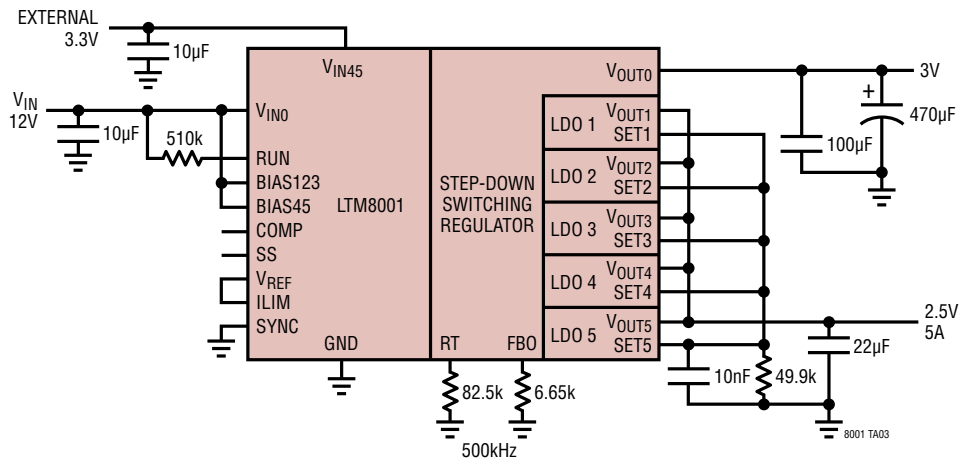 EXTERNAL
3.3V
10µF
VIN45
VIN
12V
10µF
510k
VIN0
RUN
BIAS123
BIAS45
COMP
SS
VREF
ILIM
SYNC
GND
LTM8001
STEP-DOWN
SWITCHING
REGULATOR
RT
FBO
VOUT0
LDO 1
VOUT1
SET1
LDO 2
VOUT2
SET2
LDO 3
VOUT3
SET3
LDO 4
VOUT4
SET4
LDO 5
VOUT5
SET5
3V
+
470µF
100µF
2.5V
5A
22µF
10nF
49.9k
82.5k
6.65k
500kHz
8001 TA03